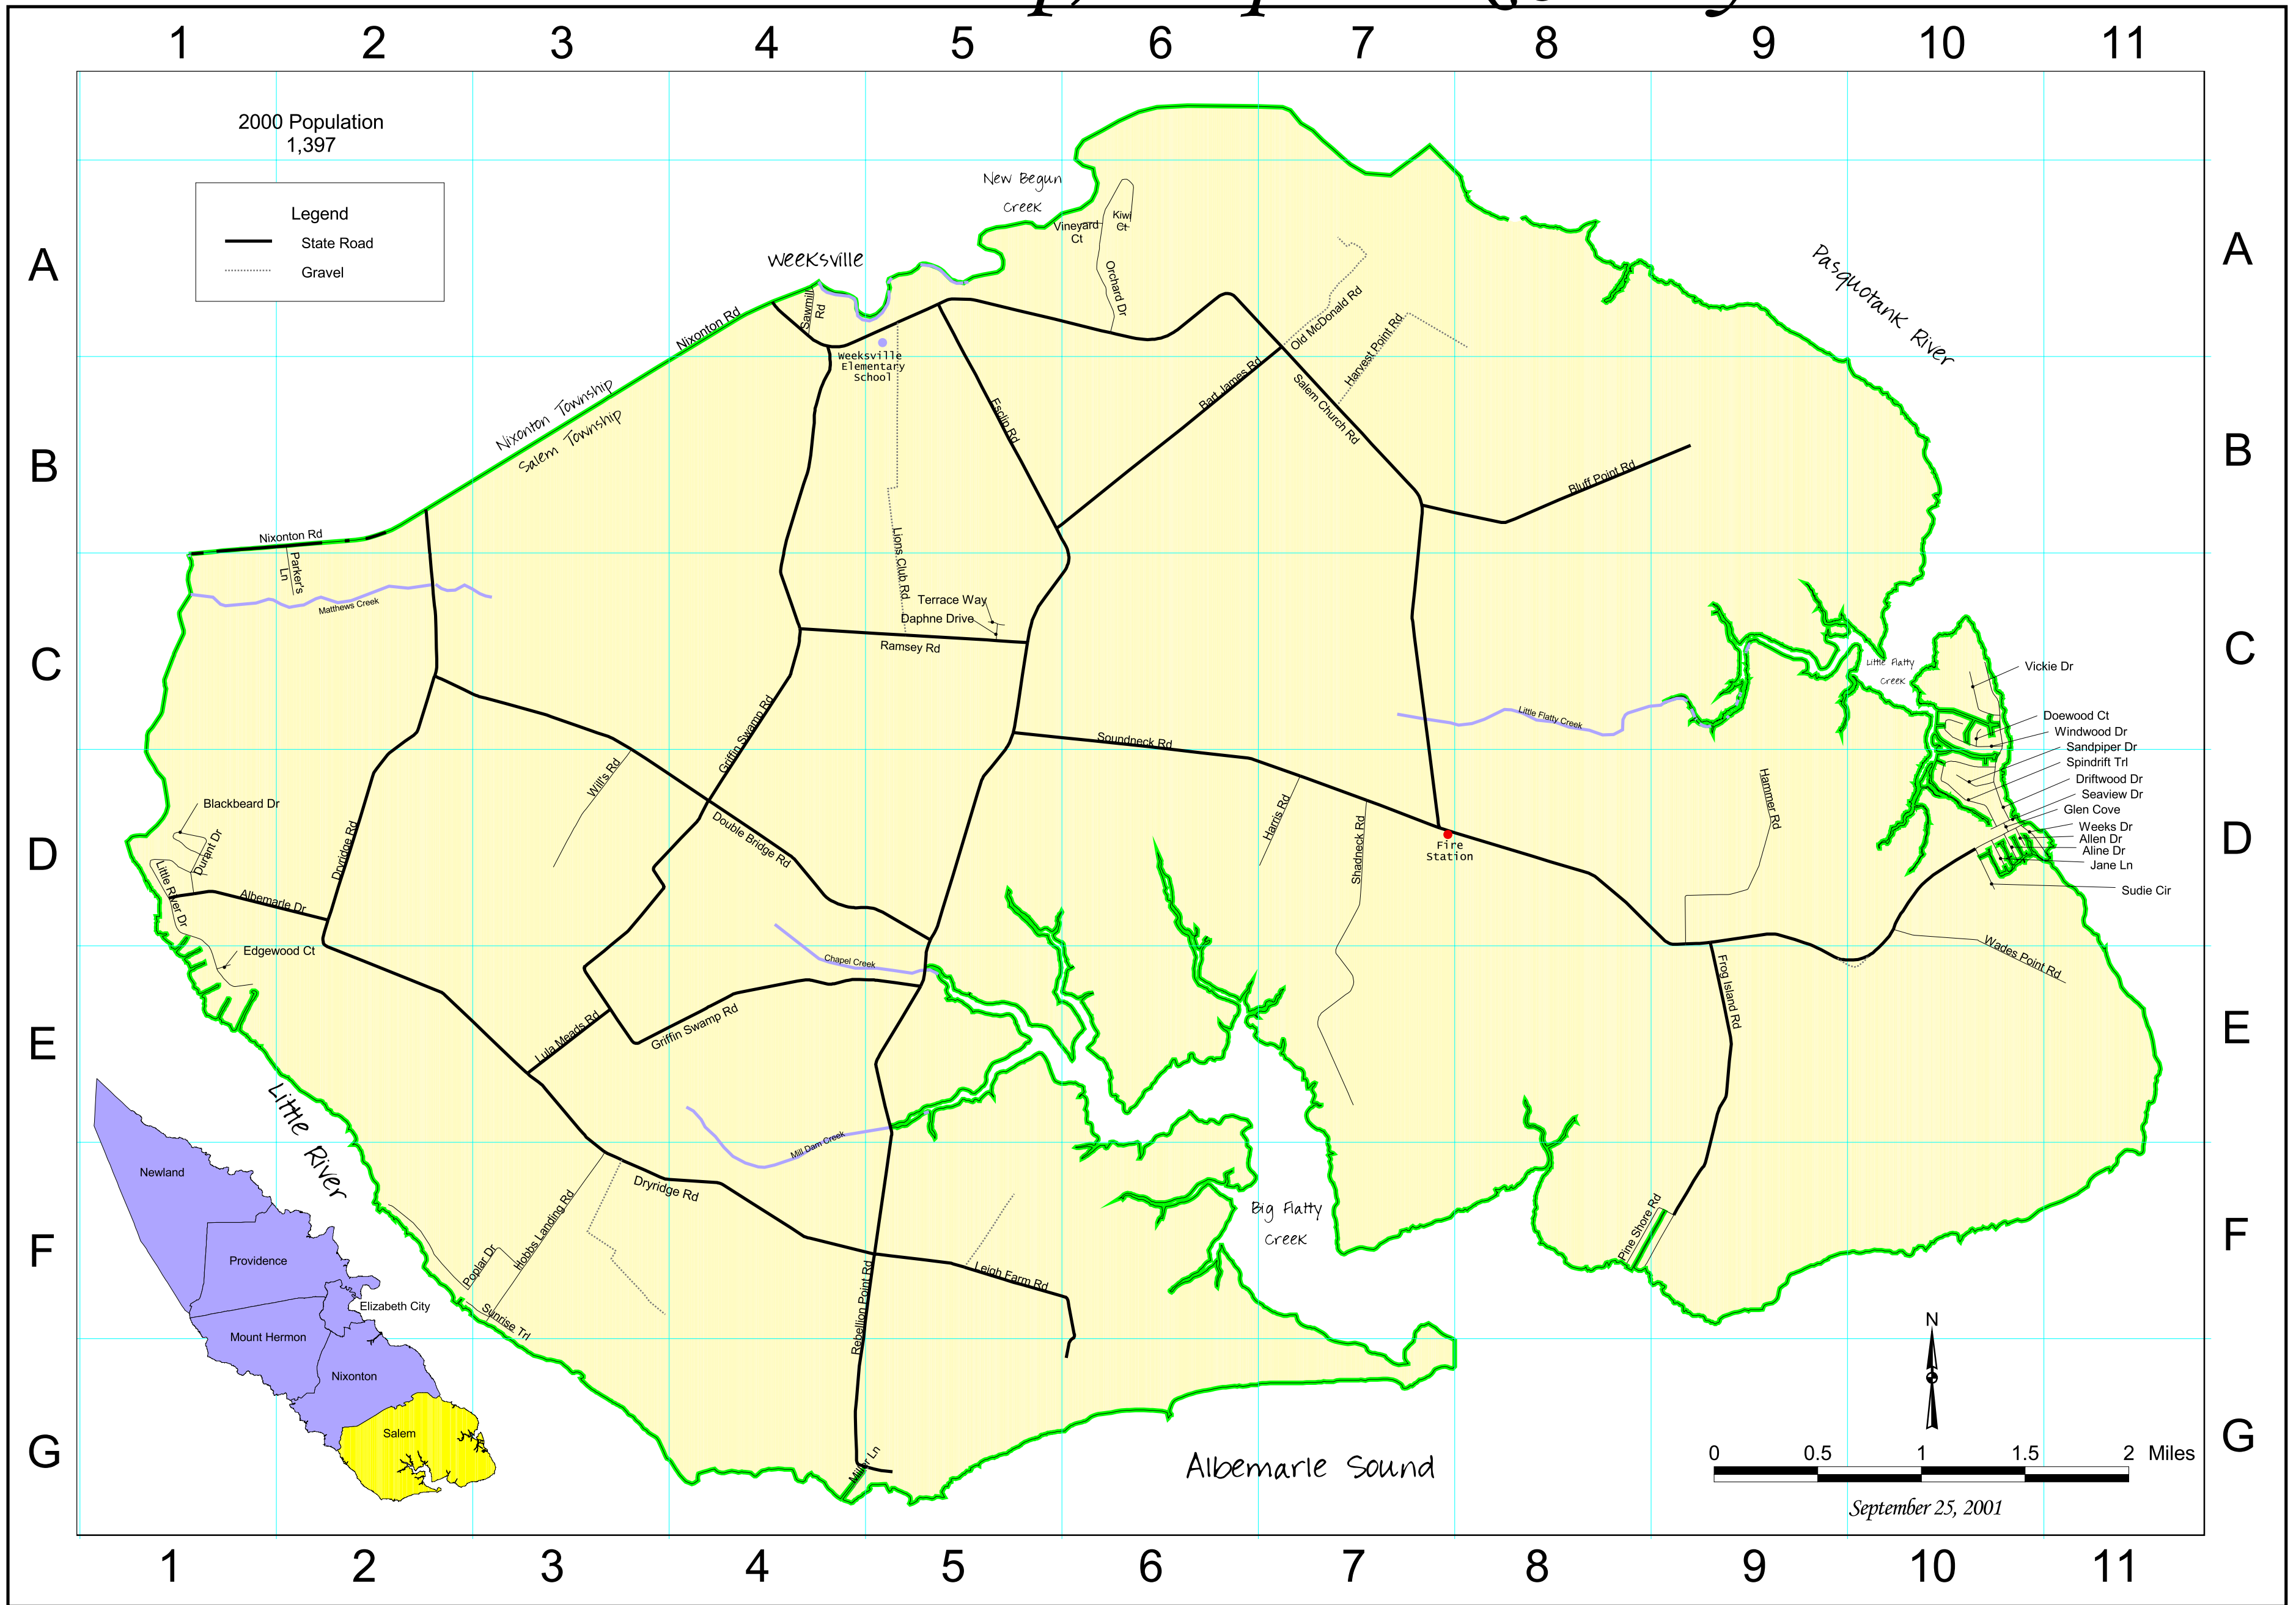 1 2 3 4 5 6 7 8 9 10 11
2000 Population
1,397
Legend
State Road
Gravel
A
B
C
D
E
F
G
A
B
C
D
E
F
G
New Begun
Creek
Weeksville
Vineyard
Ct
Kiwi
Ct
Orchard Dr
Pasquotank River
Nixonton Rd
Sawmill
Rd
Weeksville
Elementary
School
Old McDonald Rd
Harvest Point Rd
Bart James Rd
Salem Church Rd
Esclip Rd
Nixonton Township
Salem Township
Bluff Point Rd
Nixonton Rd
Parker's
Ln
Matthews Creek
Lions Club Rd
Terrace Way
Daphne Drive
Ramsey Rd
Little Flatty
Creek
Vickie Dr
Griffin Swamp Rd
Soundneck Rd
Little Flatty Creek
Doewood Ct
Windwood Dr
Sandpiper Dr
Spindrift Trl
Driftwood Dr
Seaview Dr
Glen Cove
Weeks Dr
Allen Dr
Aline Dr
Jane Ln
Sudie Cir
Will's Rd
Hammer Rd
Blackbeard Dr
Durant Dr
Little River Dr
Albemarle Dr
Dryridge Rd
Double Bridge Rd
Harris Rd
Shadneck Rd
Fire
Station
Edgewood Ct
Chapel Creek
Wades Point Rd
Frog Island Rd
Lula Meads Rd
Griffin Swamp Rd
Little River
Mill Dam Creek
Newland
Providence
Elizabeth City
Mount Hermon
Nixonton
Salem
Dryridge Rd
Hobbs Landing Rd
Poplar Dr
Sunrise Trl
Rebellion Point Rd
Leigh Farm Rd
Big Flatty
Creek
Pine Shore Rd
Miller Ln
Albemarle Sound
N
0 0.5 1 1.5 2 Miles
September 25, 2001
1 2 3 4 5 6 7 8 9 10 11